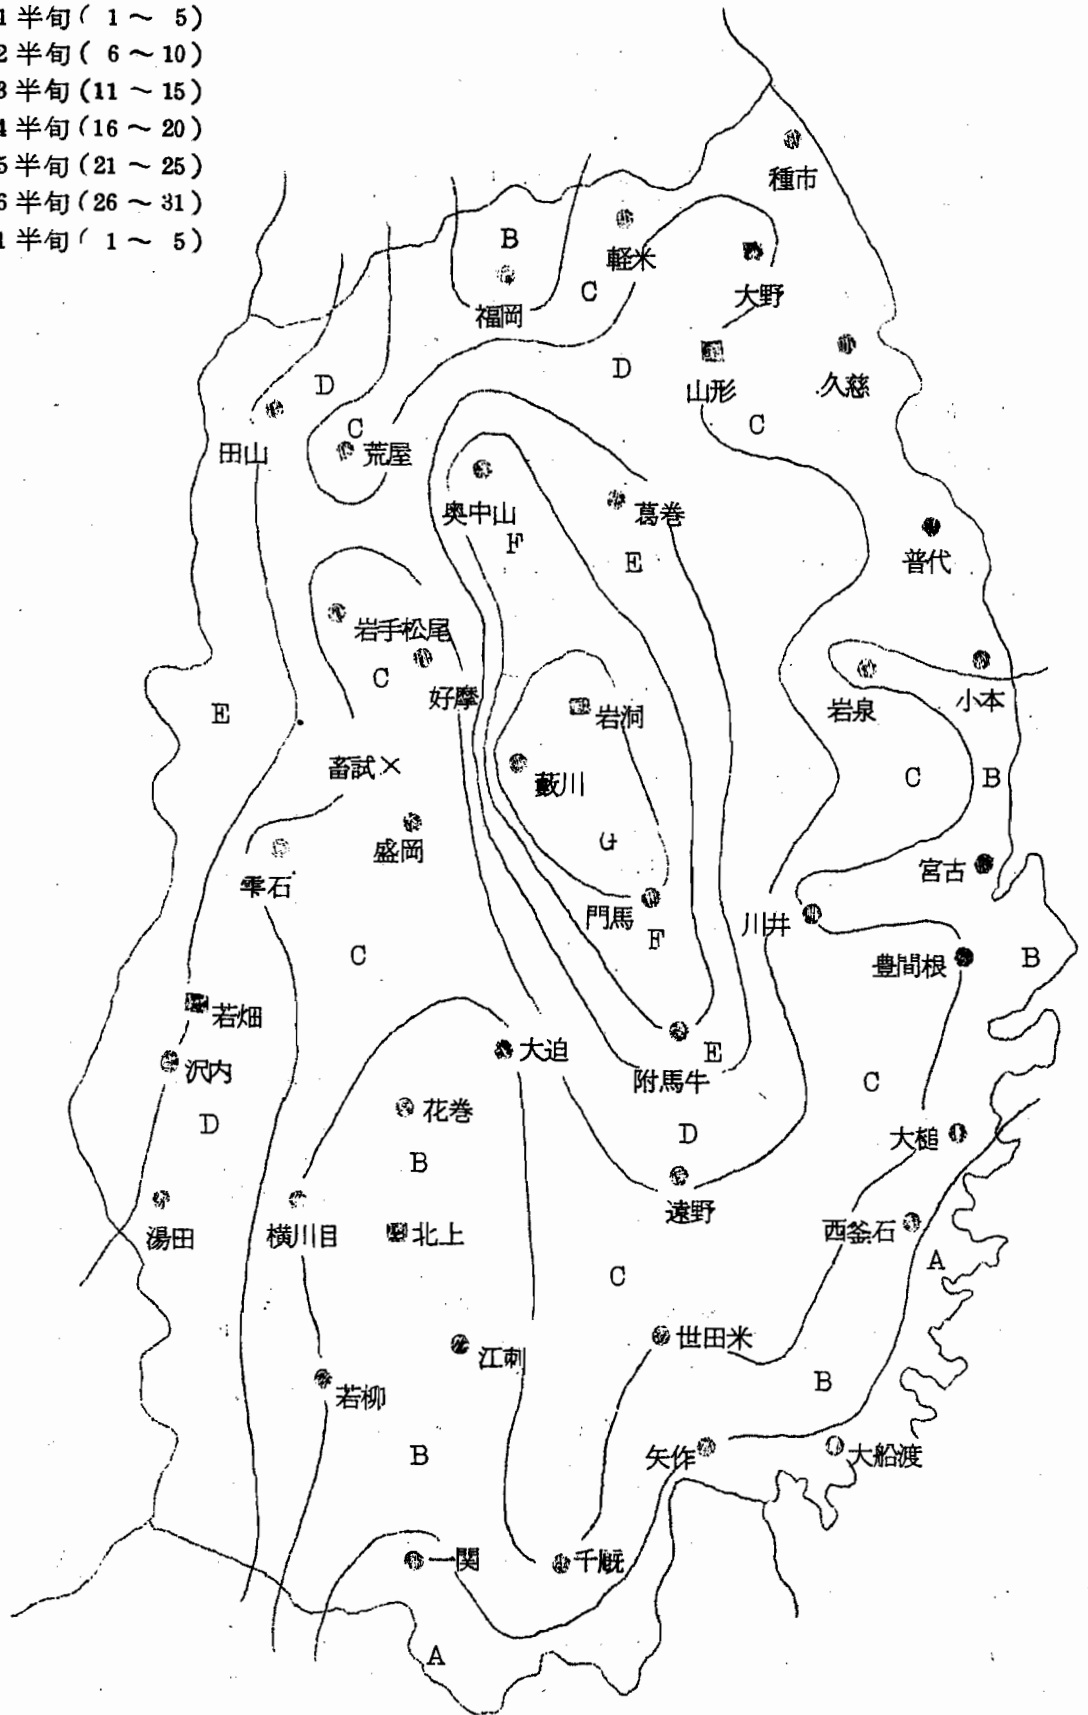 1半旬( 1 ~ 5)
2半旬( 6 ~ 10)
3半旬(11 ~ 15)
4半旬(16 ~ 20)
5半旬(21 ~ 25)
6半旬(26 ~ 31)
1半旬( 1 ~ 5)
種市
B
軽米
大野
C
福岡
D
山形
久慈
D
C
C
荒屋
田山
奥中山
葛巻
F
E
普代
岩手松尾
C
好摩
岩洞
岩泉
小本
E
畜試×
藪川
C
B
盛岡
G
宮古
雫石
門馬
川井
F
C
豊間根
B
若畑
大迫
E
沢内
附馬牛
C
花巻
D
D
大槌
B
遠野
湯田
横川目
北上
西釜石
A
C
江刺
世田米
若柳
B
B
矢作
大船渡
一関
千厩
A